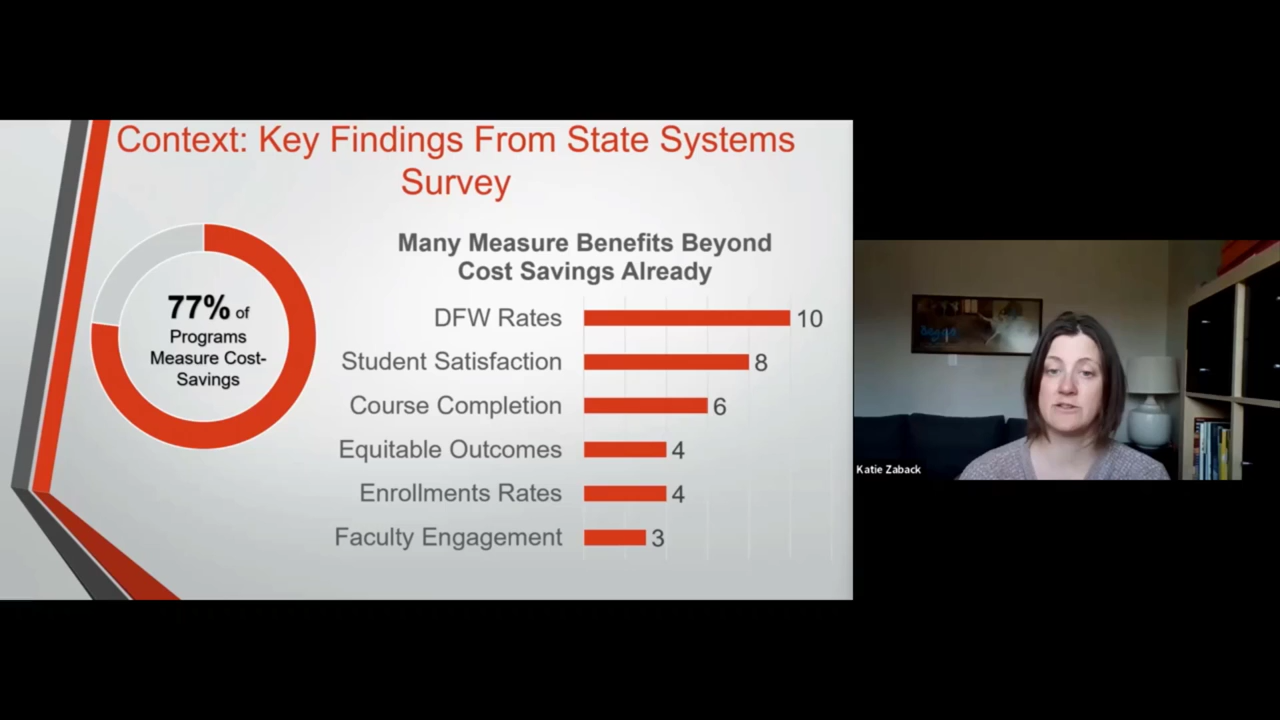 Context: Key Findings From State Systems
Survey
77% of
Programs
Measure Cost-
Savings
Many Measure Benefits Beyond
Cost Savings Already
DFW Rates 10
Student Satisfaction 8
Course Completion 6
Equitable Outcomes 4
Enrollments Rates 4
Faculty Engagement 3
Katie Zaback